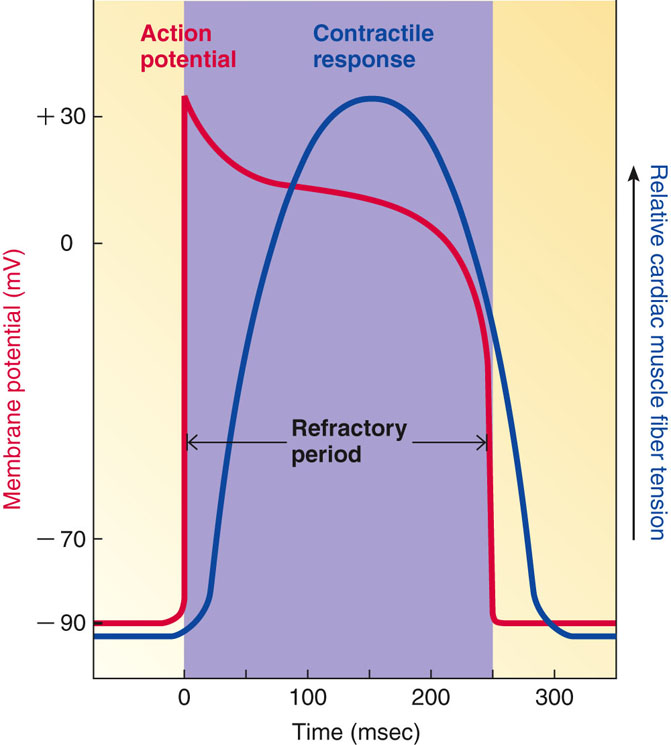 Action
potential
Contractile
response
+30
0
−70
−90
Membrane potential (mV)
Refractory
period
Relative cardiac muscle fiber tension
0
100
200
300
Time (msec)